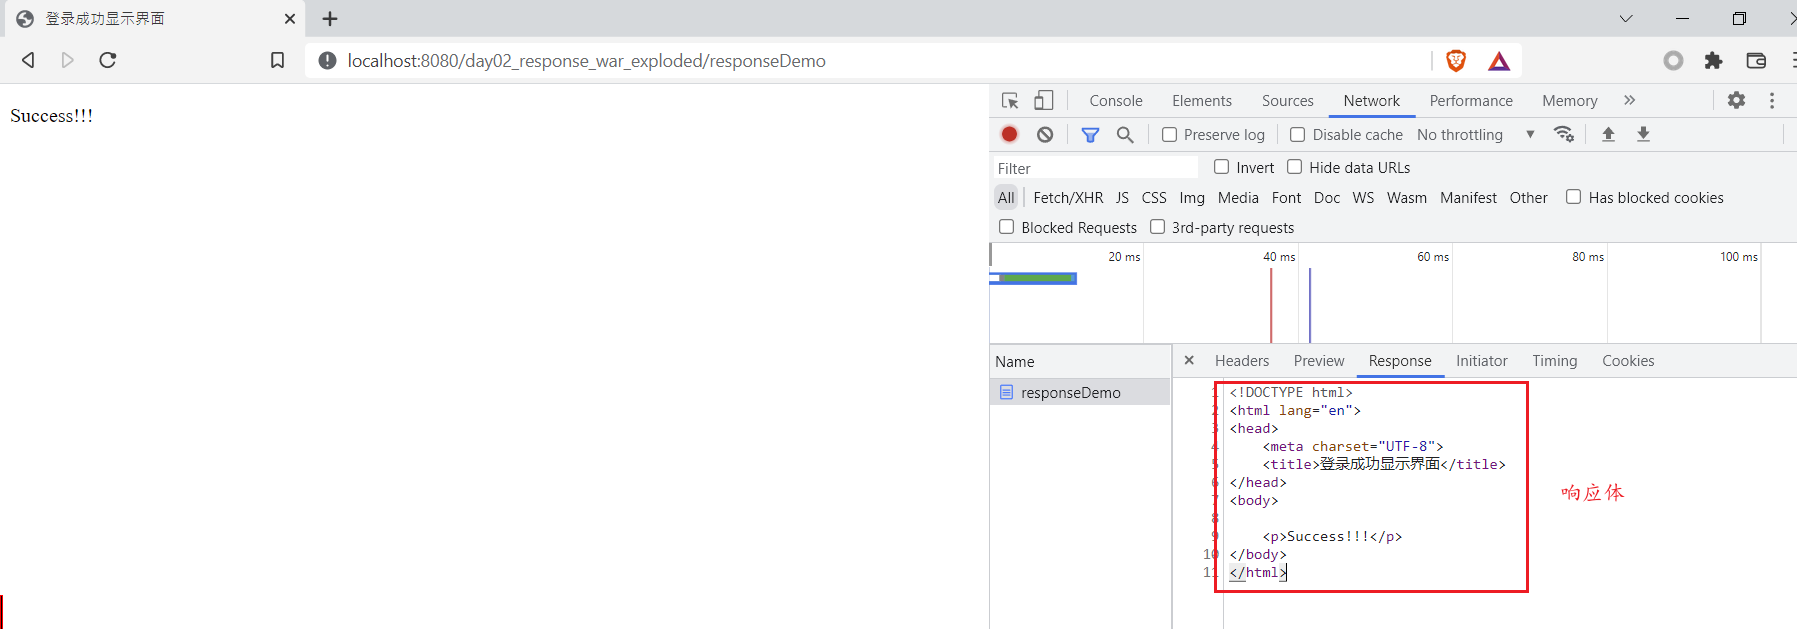 登录成功显示界面
localhost:8080/day02_response_war_exploded/responseDemo
Success!!!
Console Elements Sources Network Performance Memory
Preserve log Disable cache No throttling
Filter Invert Hide data URLs
All Fetch/XHR JS CSS Img Media Font Doc WS Wasm Manifest Other Has blocked cookies
Blocked Requests 3rd-party requests
20 ms 40 ms 60 ms 80 ms 100 ms
Name Headers Preview Response Initiator Timing Cookies
responseDemo
1 <!DOCTYPE html>
2 <html lang="en">
3 <head>
4 <meta charset="UTF-8">
5 <title>登录成功显示界面</title>
6 </head>
7 <body>
8
9 <p>Success!!!</p>
10 </body>
11 </html>
响应体